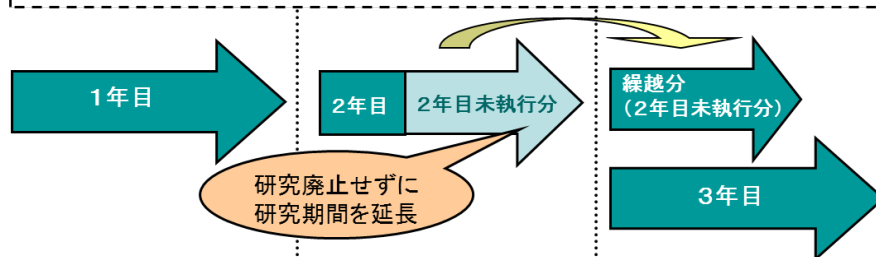 1年目
2年目
2年目未執行分
繰越分
(2年目未執行分)
研究廃止せずに
研究期間を延長
3年目